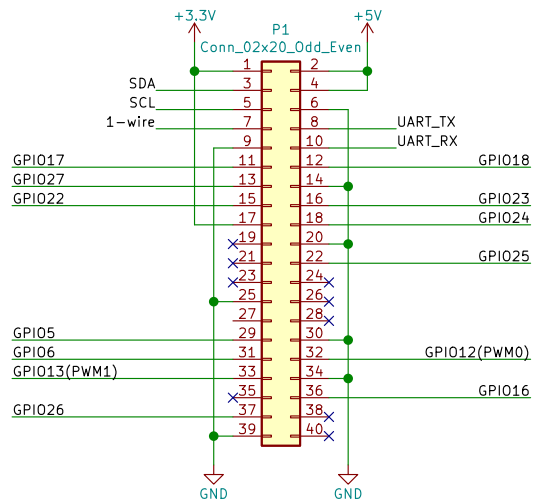 +3.3V +5V
P1
Conn_02x20_Odd_Even
1 2
SDA 3 4
SCL 5 6
1-wire 7 8 UART_TX
9 10 UART_RX
GPIO17 11 12 GPIO18
GPIO27 13 14
GPIO22 15 16 GPIO23
17 18 GPIO24
19 20
21 22 GPIO25
23 24
25 26
27 28
GPIO5 29 30
GPIO6 31 32 GPIO12(PWM0)
GPIO13(PWM1) 33 34
35 36 GPIO16
GPIO26 37 38
39 40
GND GND